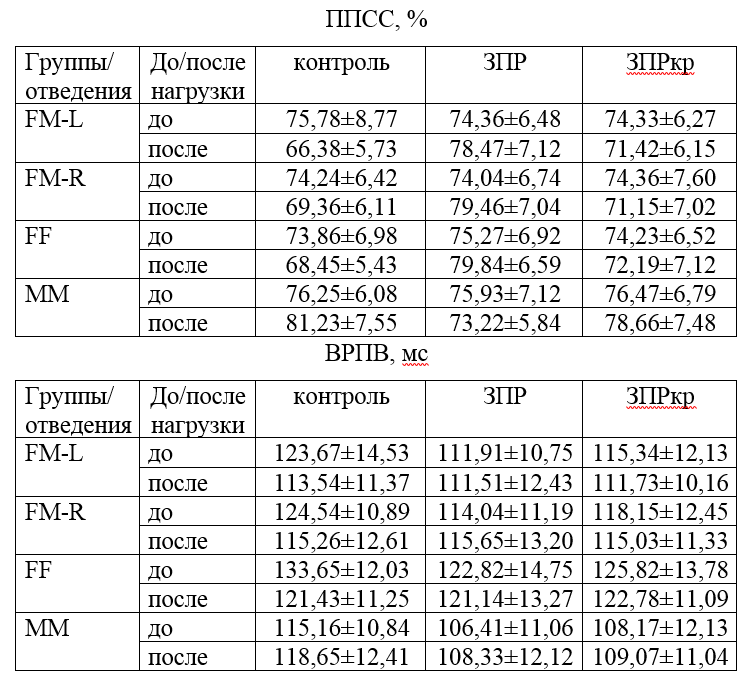 ППСС, %
Группы/ До/после контроль ЗПР ЗПРкр
отведения нагрузки
FM-L до 75,78±8,77 74,36±6,48 74,33±6,27
после 66,38±5,73 78,47±7,12 71,42±6,15
FM-R до 74,24±6,42 74,04±6,74 74,36±7,60
после 69,36±6,11 79,46±7,04 71,15±7,02
FF до 73,86±6,98 75,27±6,92 74,23±6,52
после 68,45±5,43 79,84±6,59 72,19±7,12
MM до 76,25±6,08 75,93±7,12 76,47±6,79
после 81,23±7,55 73,22±5,84 78,66±7,48
ВРПВ, мс
Группы/ До/после контроль ЗПР ЗПРкр
отведения нагрузки
FM-L до 123,67±14,53 111,91±10,75 115,34±12,13
после 113,54±11,37 111,51±12,43 111,73±10,16
FM-R до 124,54±10,89 114,04±11,19 118,15±12,45
после 115,26±12,61 115,65±13,20 115,03±11,33
FF до 133,65±12,03 122,82±14,75 125,82±13,78
после 121,43±11,25 121,14±13,27 122,78±11,09
MM до 115,16±10,84 106,41±11,06 108,17±12,13
после 118,65±12,41 108,33±12,12 109,07±11,04